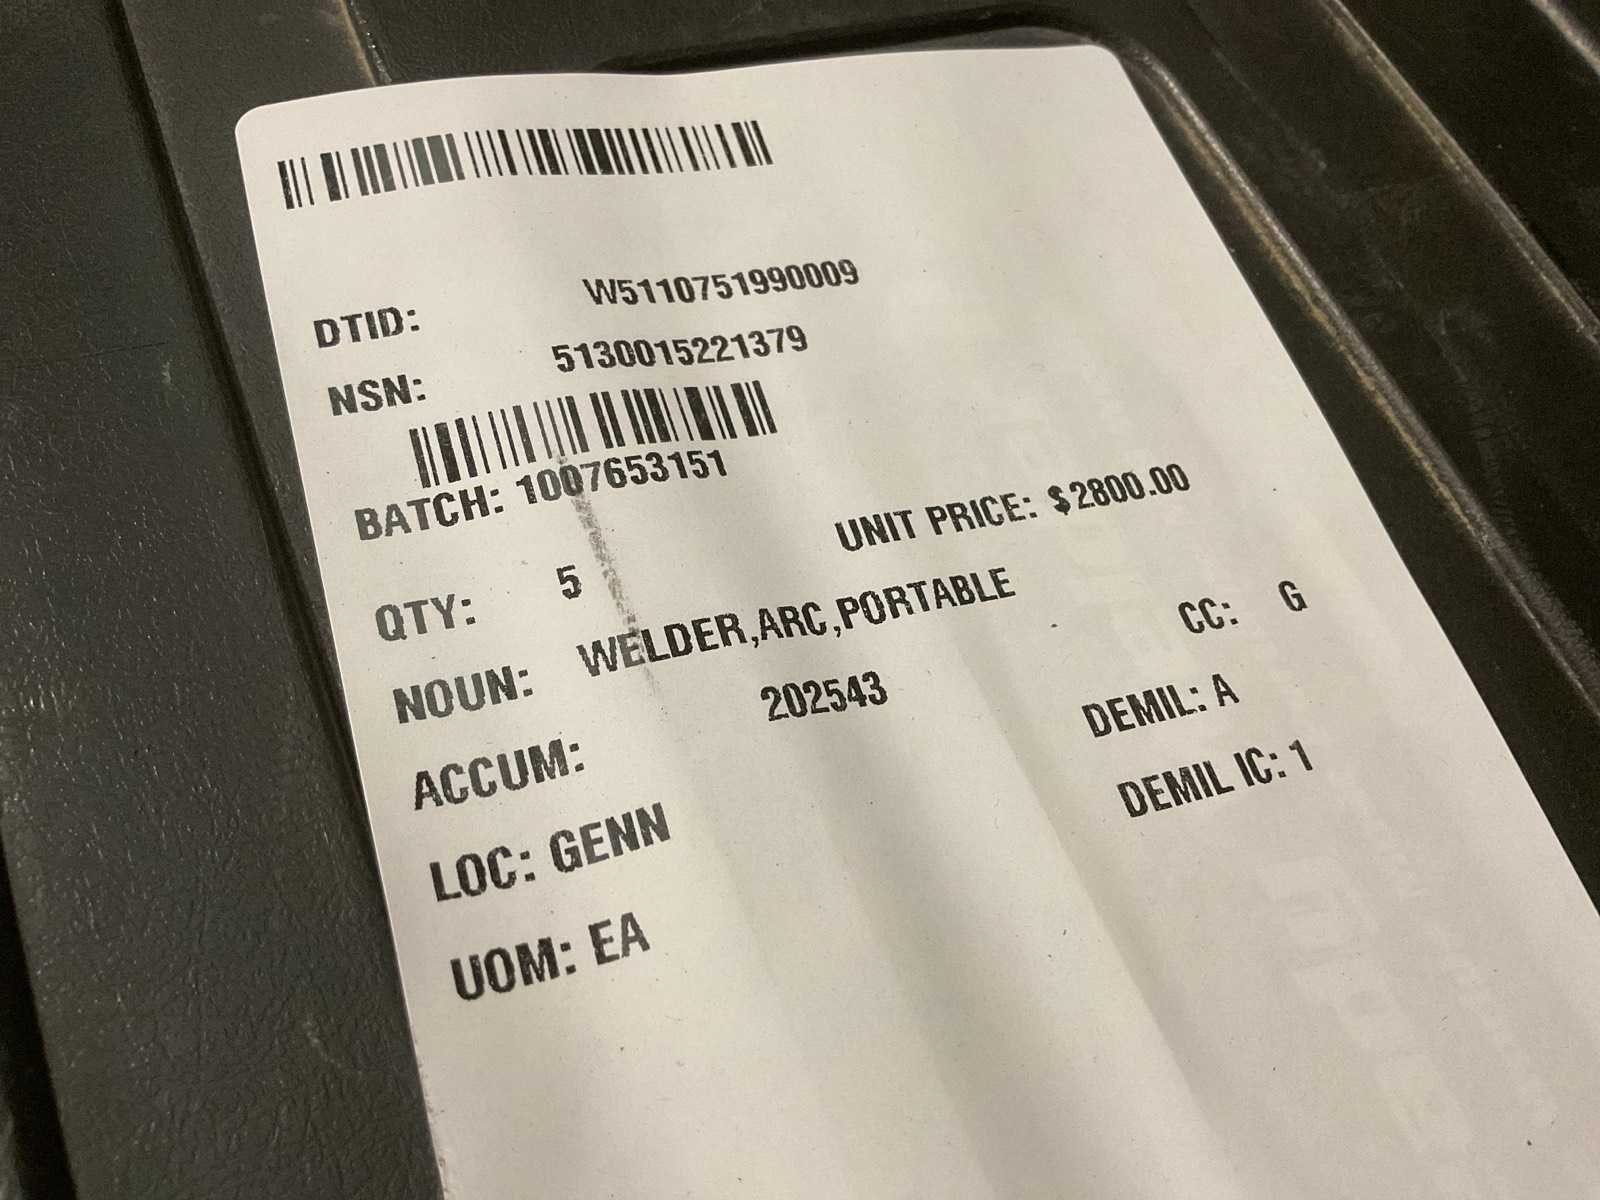 DTID: W5110751990009
NSN: 5130015221379
BATCH: 1007653151
QTY: 5 UNIT PRICE: $2800.00
NOUN: WELDER,ARC,PORTABLE CC: G
ACCUM: 202543 DEMIL: A
LOC: GENN DEMIL IC: 1
UOM: EA